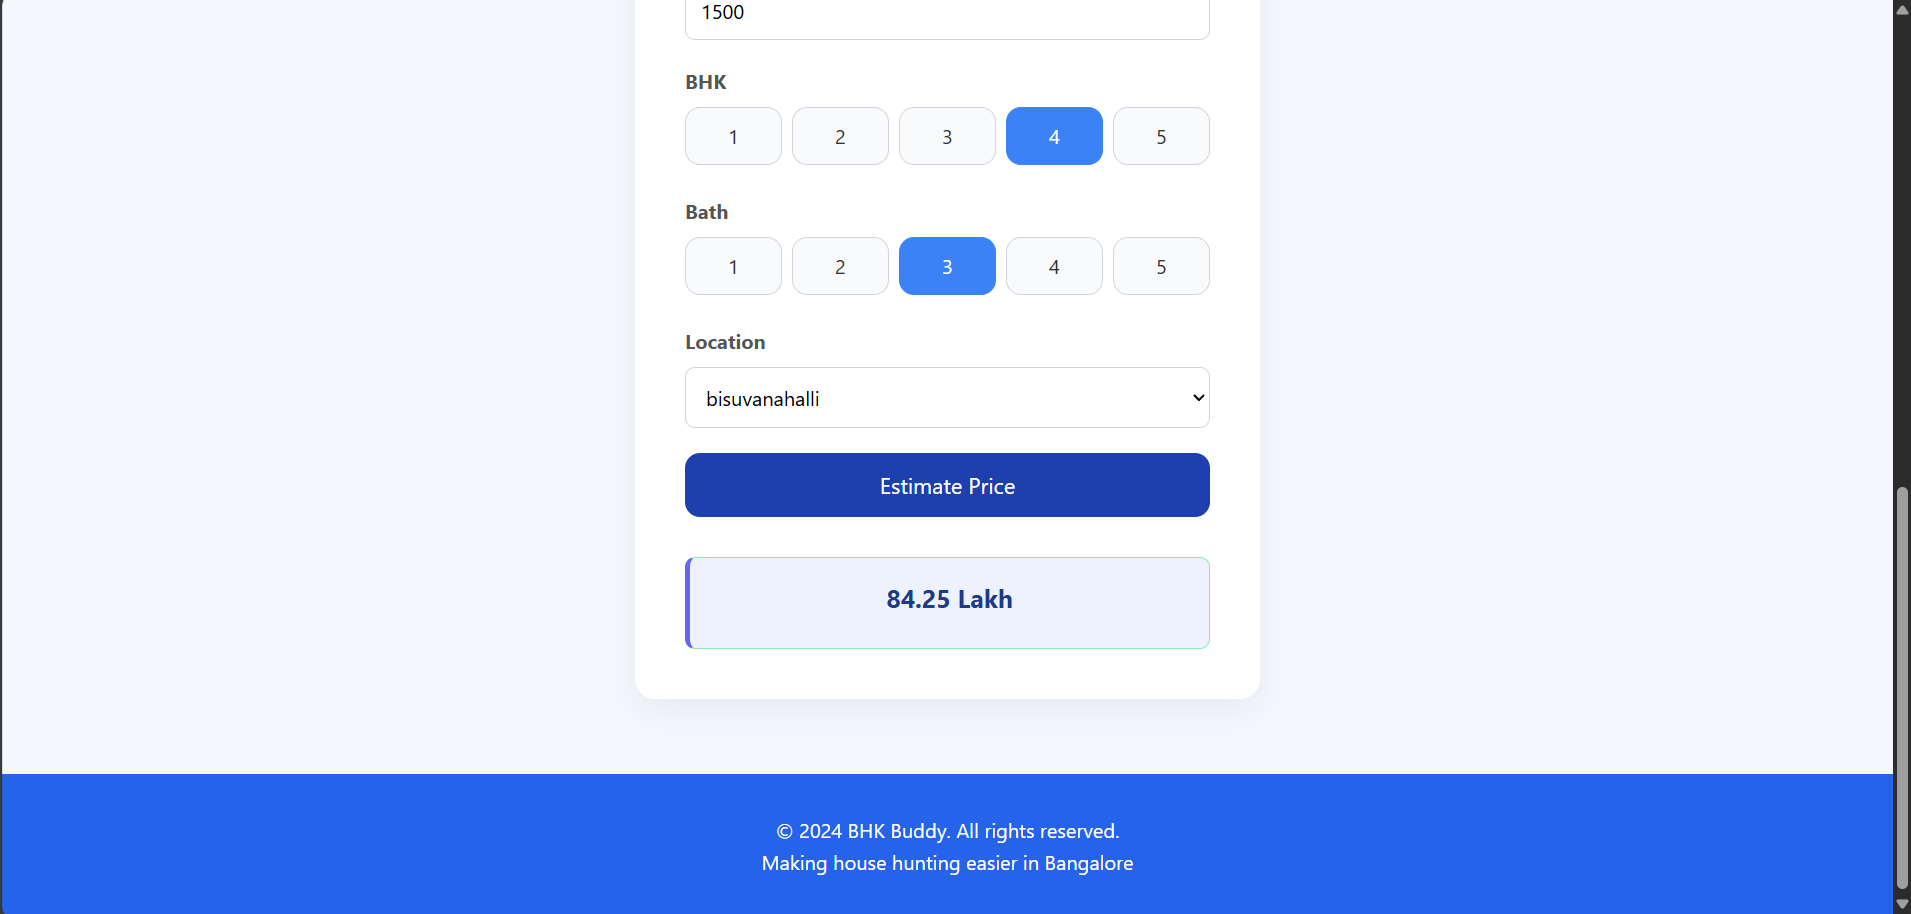 1500
BHK
1 2 3 4 5
Bath
1 2 3 4 5
Location
bisuvanahalli
Estimate Price
84.25 Lakh
© 2024 BHK Buddy. All rights reserved.
Making house hunting easier in Bangalore